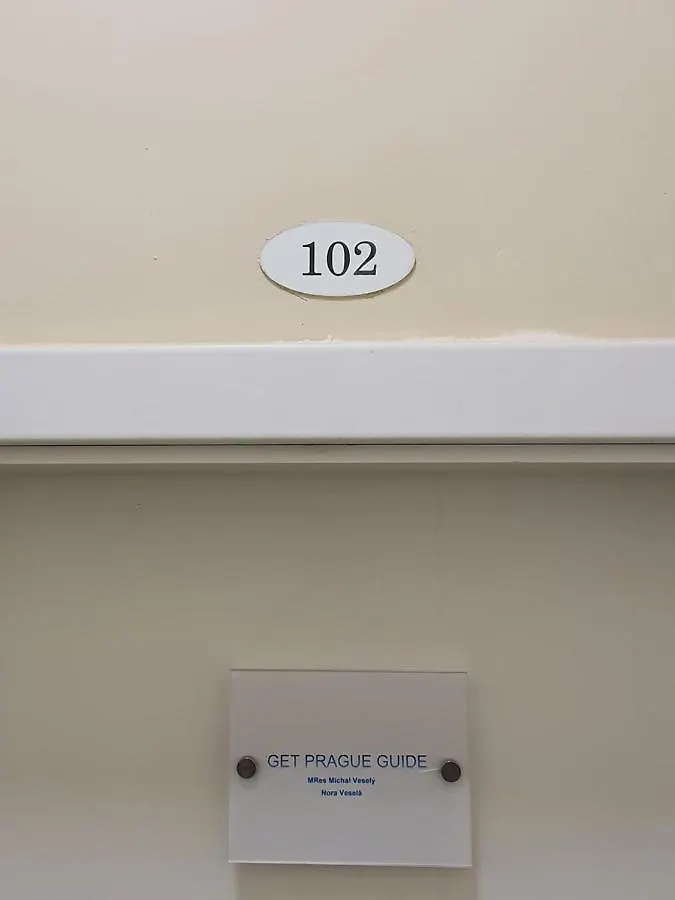 102
GET PRAGUE GUIDE
MRes Michal Veselý
Nora Veselá